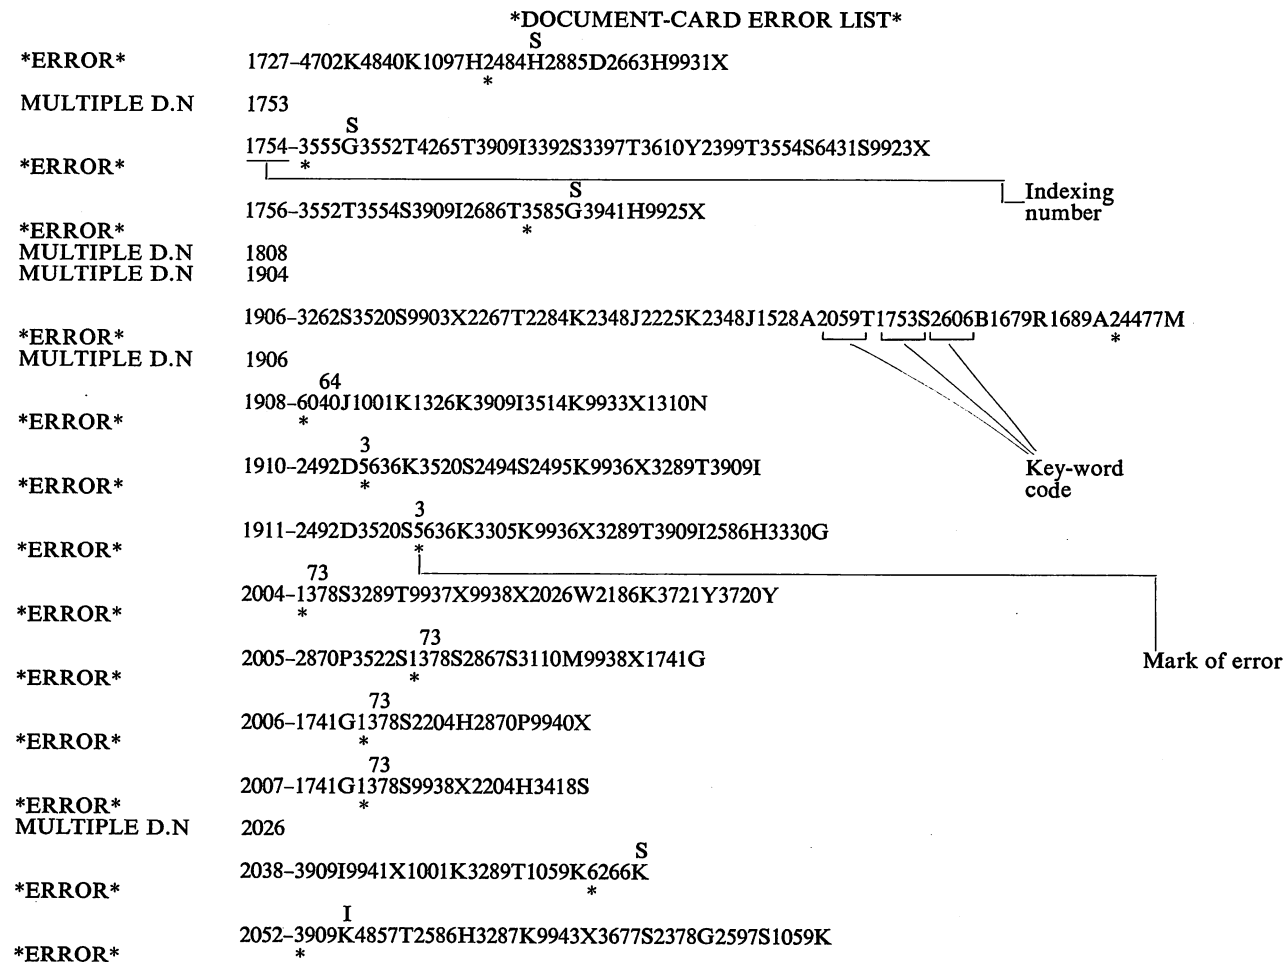 *DOCUMENT-CARD ERROR LIST*
S
*ERROR* 1727-4702K4840K1097H2484H2885D2663H9931X
*
MULTIPLE D.N 1753
S
1754-3555G3552T4265T3909I3392S3397T3610Y2399T3554S6431S9923X
*ERROR* *
Indexing
number
S
1756-3552T3554S3909I2686T3585G3941H9925X
*ERROR* *
MULTIPLE D.N 1808
MULTIPLE D.N 1904
1906-3262S3520S9903X2267T2284K2348J2225K2348J1528A2059T1753S2606B1679R1689A24477M
*ERROR* *
MULTIPLE D.N 1906
64
1908-6040J1001K1326K3909I3514K9933X1310N
*ERROR* *
3
1910-2492D5636K3520S2494S2495K9936X3289T3909I
*ERROR* *
Key-word
code
3
1911-2492D3520S5636K3305K9936X3289T3909I2586H3330G
*ERROR* *
73
2004-1378S3289T9937X9938X2026W2186K3721Y3720Y
*ERROR* *
73
2005-2870P3522S1378S2867S3110M9938X1741G
Mark of error
*ERROR* *
73
2006-1741G1378S2204H2870P9940X
*ERROR* *
73
2007-1741G1378S9938X2204H3418S
*ERROR* *
MULTIPLE D.N 2026
S
2038-3909I9941X1001K3289T1059K6266K
*ERROR* *
I
2052-3909K4857T2586H3287K9943X3677S2378G2597S1059K
*ERROR* *